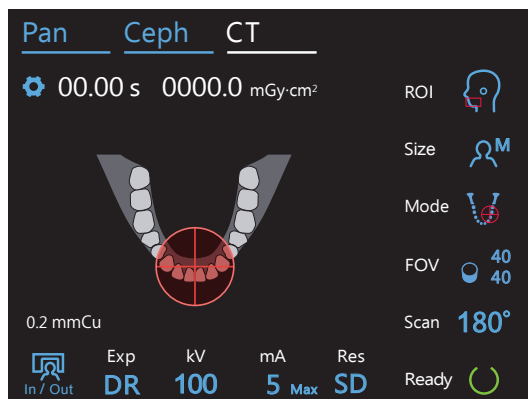 Pan Ceph CT
00.00 s 0000.0 mGy·cm²
ROI
Size M
Mode
FOV 40
40
0.2 mmCu
Scan 180°
Exp kV mA Res
In / Out DR 100 5 Max SD
Ready